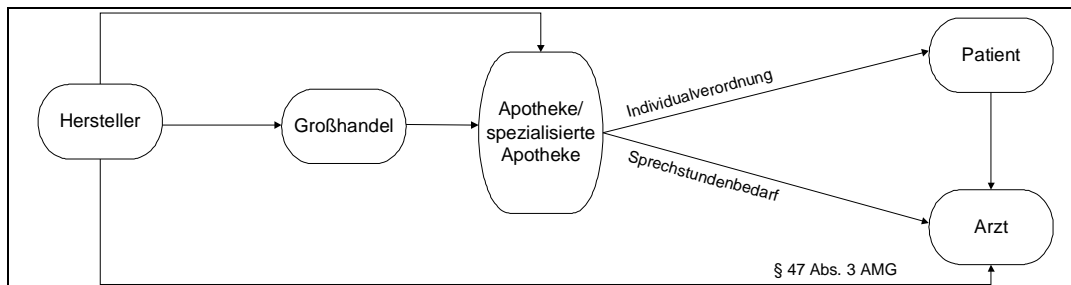 Hersteller
Großhandel
Apotheke/
spezialisierte
Apotheke
Individualverordnung
Sprechstundenbedarf
Patient
Arzt
§ 47 Abs. 3 AMG